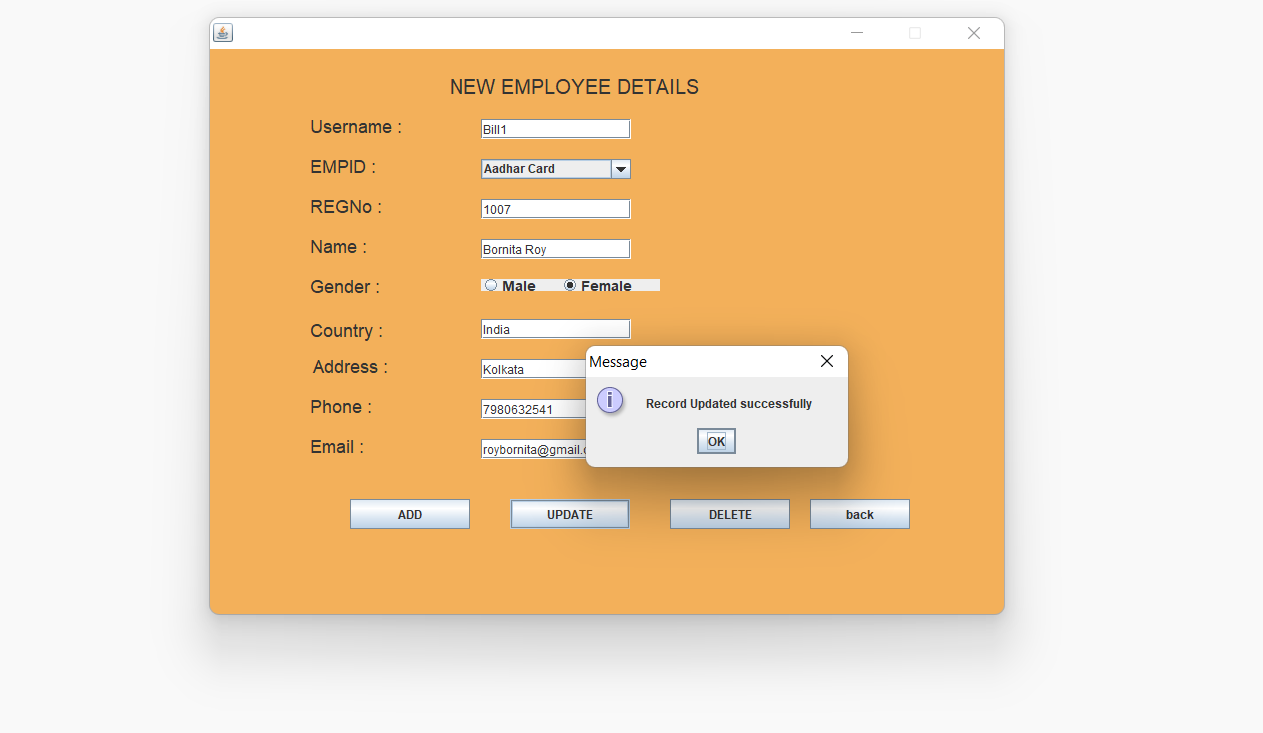 NEW EMPLOYEE DETAILS
Username : Bill1
EMPID : Aadhar Card
REGNo : 1007
Name : Bornita Roy
Gender : Male Female
Country : India
Address : Kolkata
Phone : 7980632541
Email : roybornita@gmail.
Message
Record Updated successfully
OK
ADD UPDATE DELETE back